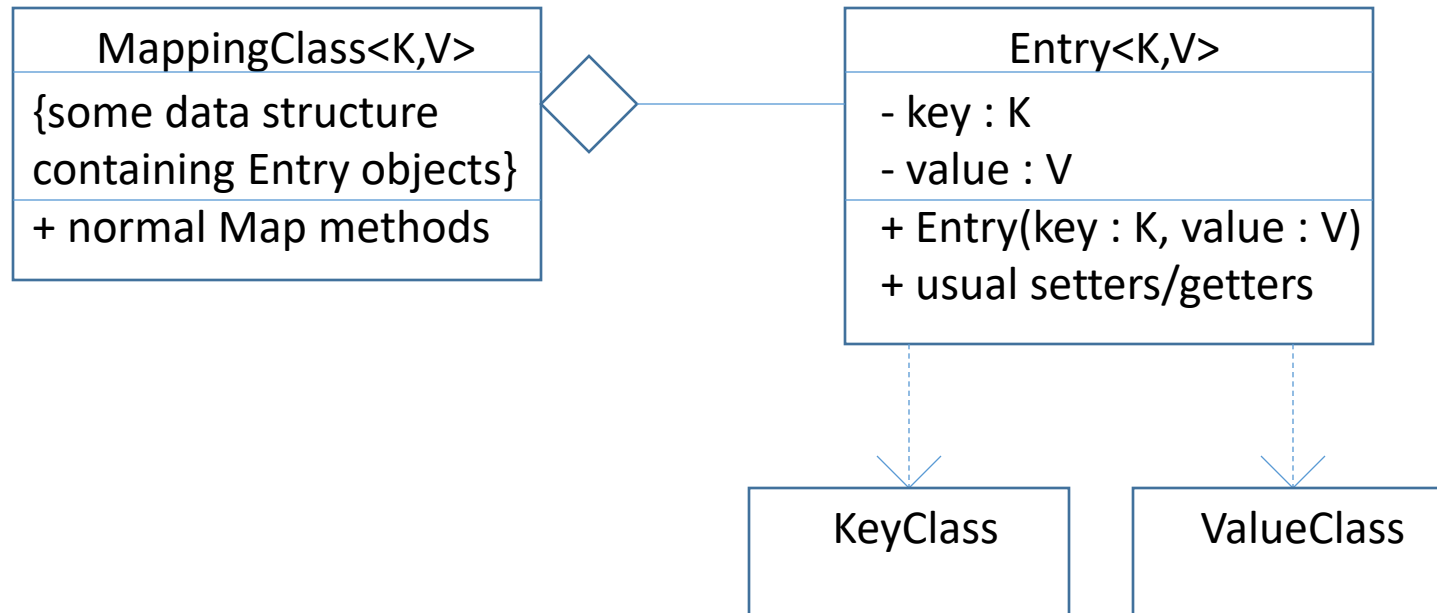 MappingClass<K,V>
{some data structure
containing Entry objects}
+ normal Map methods
Entry<K,V>
- key : K
- value : V
+ Entry(key : K, value : V)
+ usual setters/getters
KeyClass
ValueClass